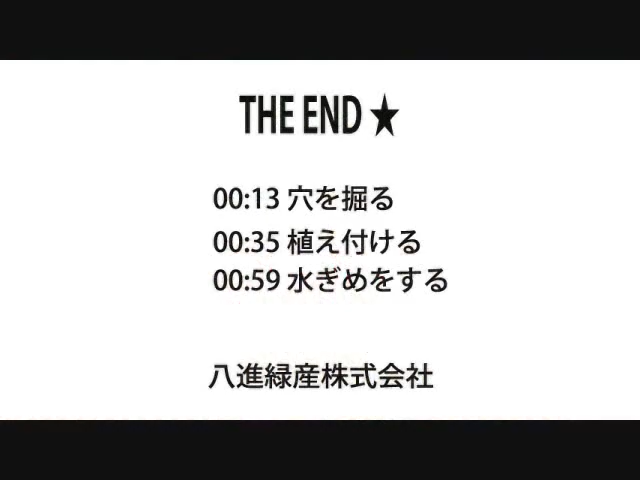 THE END★
00:13 穴を掘る
00:35 植え付ける
00:59 水ぎめをする
八進緑産株式会社